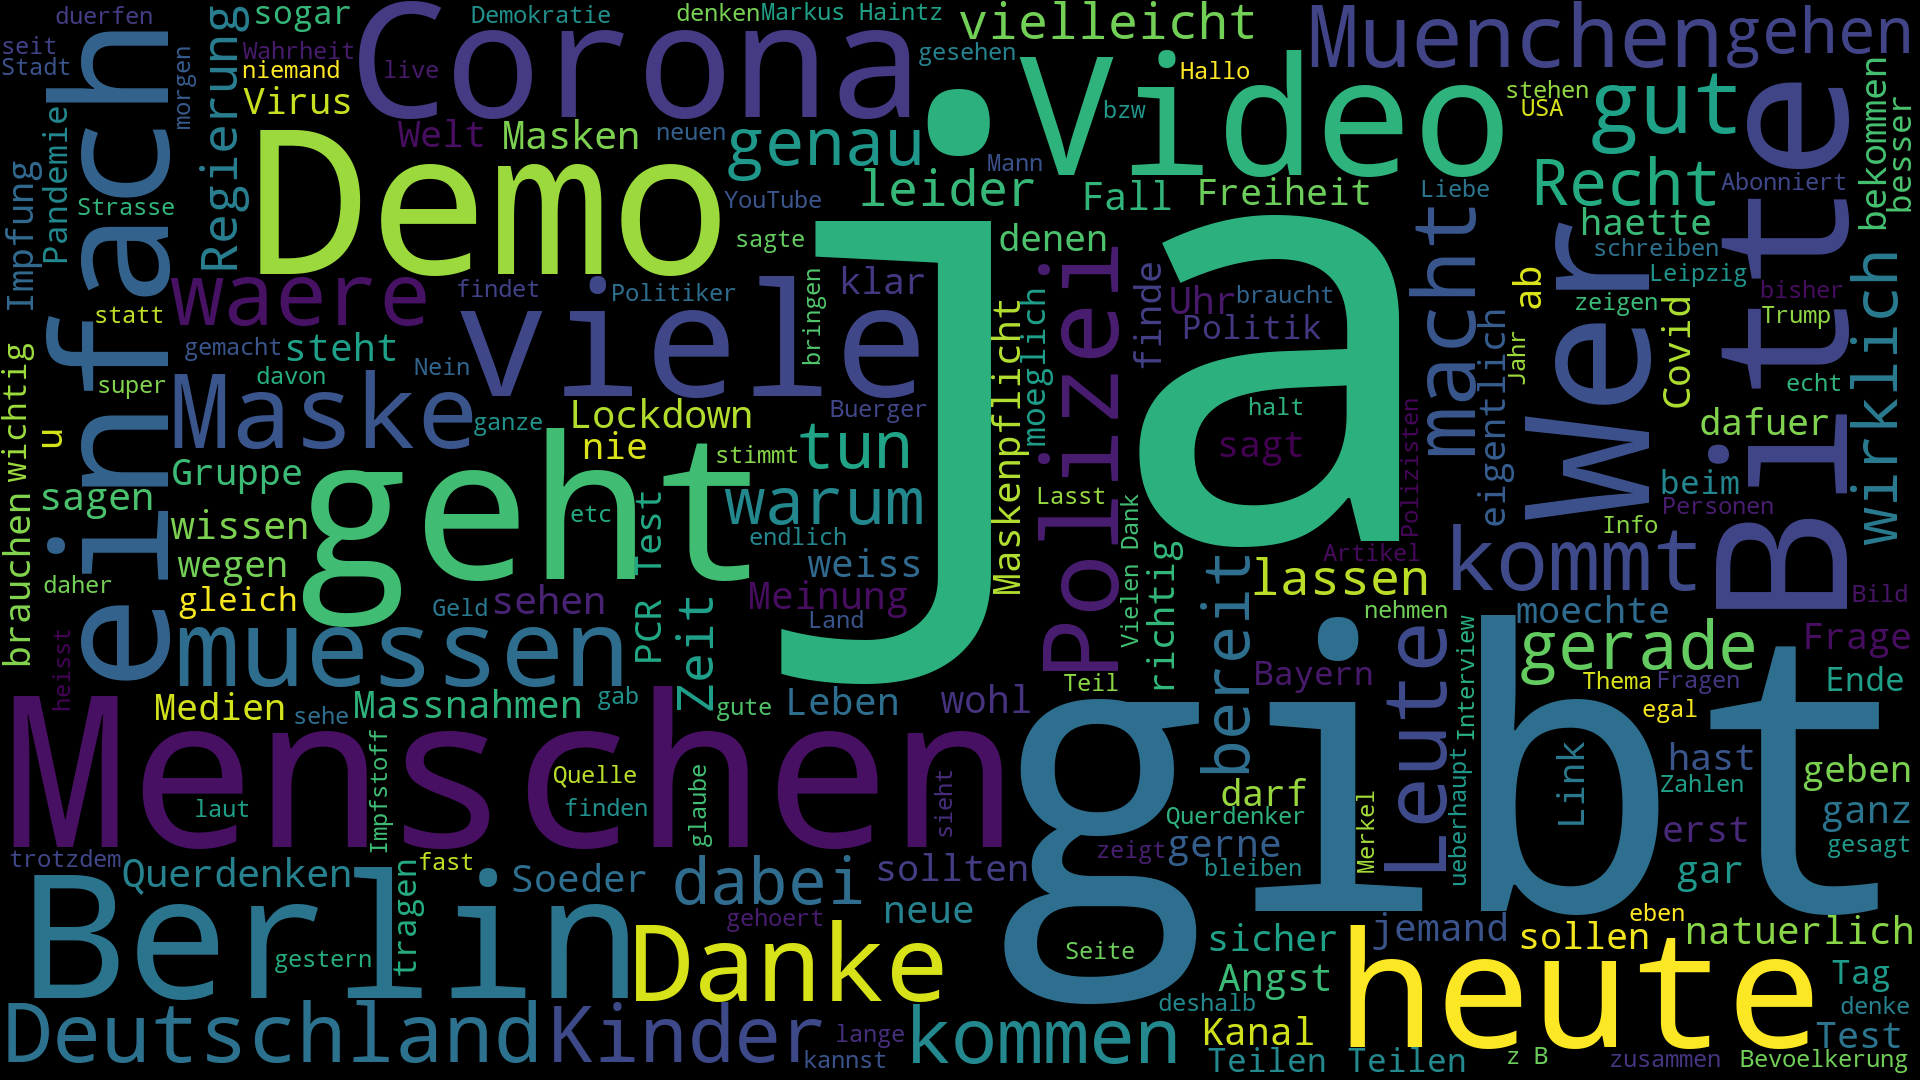 duerfen
sogar
Demokratie
denken
Markus Haintz
vielleicht
Muenchen
gehen
seit
Stadt
einfach
morgen
Regierung
Wahrheit
niemand
live
Corona
gesehen
Video
Hallo
stehen
USA
gut
Bitte
bekommen
besser
Virus
Welt
Masken
neuen
genau
bzw
Mann
Pandemie
Impfung
Strasse
Demo
YouTube
leider
Fall
Freiheit
Liebe
Recht
Abonniert
sagte
ja
denen
haette
schreiben
Leipzig
waere
findet
Politiker
klar
bringen
Uhr
braucht
finde
macht
Wer
ab
zeigen
bisher
Trump
wirklich
statt
gemacht
steht
Nein
viele
Politik
Polizei
moeglich
Maskenpflicht
eigentlich
Jahr
Covid
super
davon
Maske
ganze
Lockdown
Buerger
halt
echt
dafuer
wichtig
u
nie
stimmt
tun
sagt
Polizisten
Gruppe
geht
beim
sagen
etc
PCR Test
warum
Lasst
Personen
brauchen
wissen
endlich
Vielen Dank
Info
wegen
weiss
Artikel
kommt
daher
gleich
Geld
sehen
Meinung
Land
richtig
bereit
lassen
nehmen
moechte
Bild
heisst
muessen
Zeit
Leute
Interview
gerade
Frage
Medien
sehe
Massnahmen
gab
gute
Leben
wohl
Teil
Bayern
Thema
Fragen
Ende
Menschen
gibt
egal
Impfstoff
Quelle
glaube
sieht
ueberhaupt
Link
hast
Zahlen
geben
laut
finden
darf
Querdenker
Merkel
ganz
erst
gesagt
trotzdem
fast
zeigt
gerne
bleiben
gar
Querdenken
tragen
Soeder
dabei
sollten
neue
gehoert
eben
Berlin
gestern
Danke
Seite
sicher
jemand
sollen
natuerlich
Angst
heute
Tag
deshalb
denke
Deutschland
Kinder
lange
kannst
kommen
Kanal
Test
Teilen Teilen
z B
zusammen
Bevoelkerung